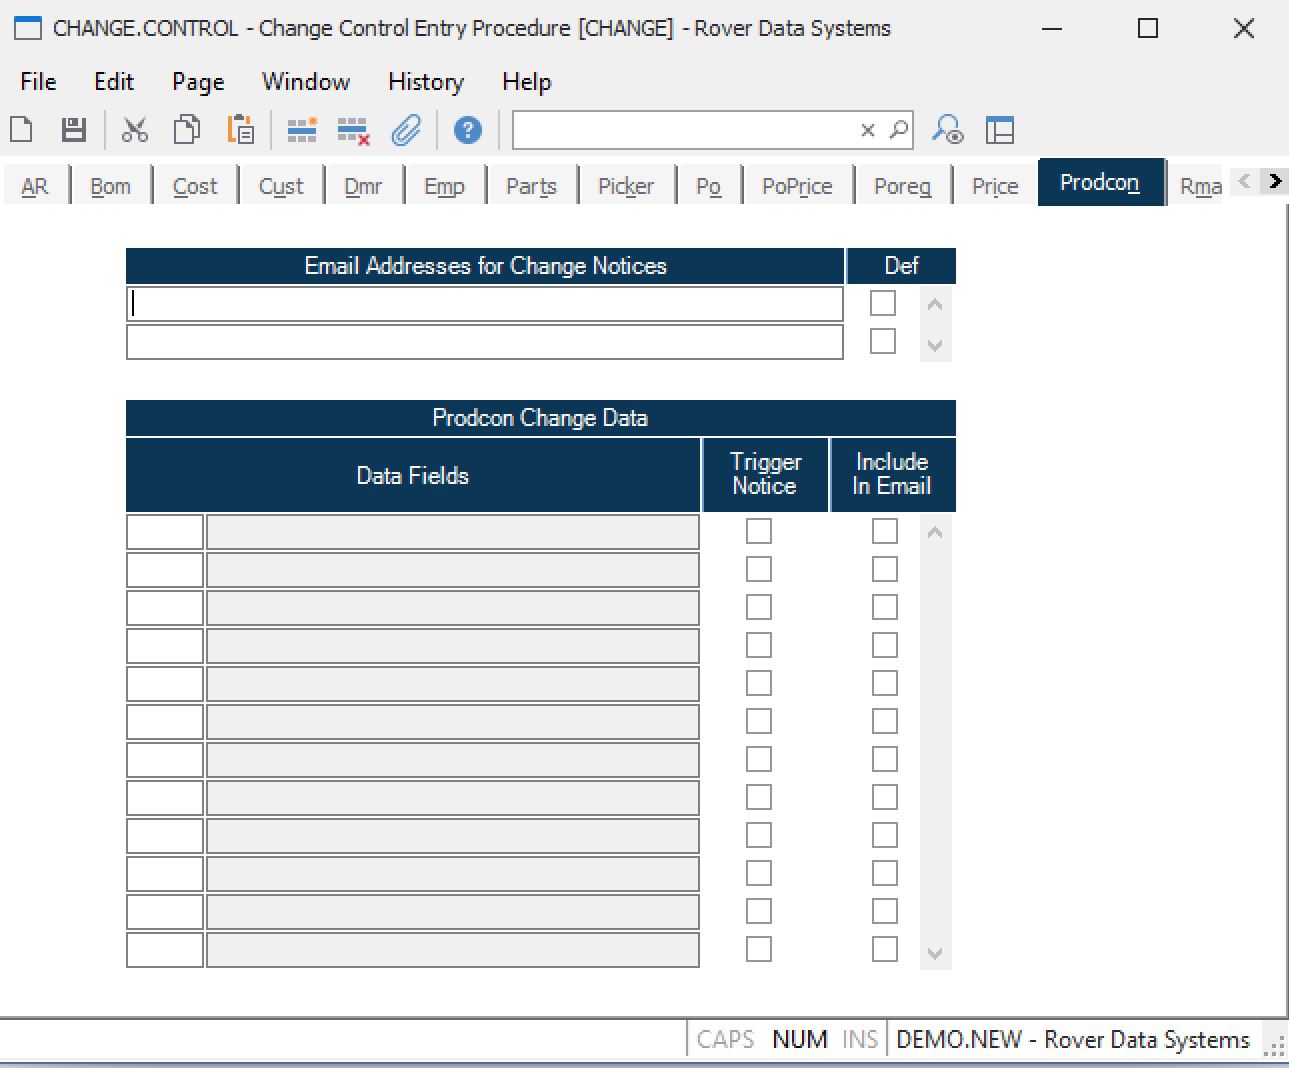 CHANGE.CONTROL - Change Control Entry Procedure [CHANGE] - Rover Data Systems
File Edit Page Window History Help
AR Bom Cost Cust Dmr Emp Parts Picker Po PoPrice Poreg Price Prodcon Rma
Email Addresses for Change Notices Def
Prodcon Change Data
Data Fields Trigger Notice Include In Email
CAPS NUM INS DEMO.NEW - Rover Data Systems